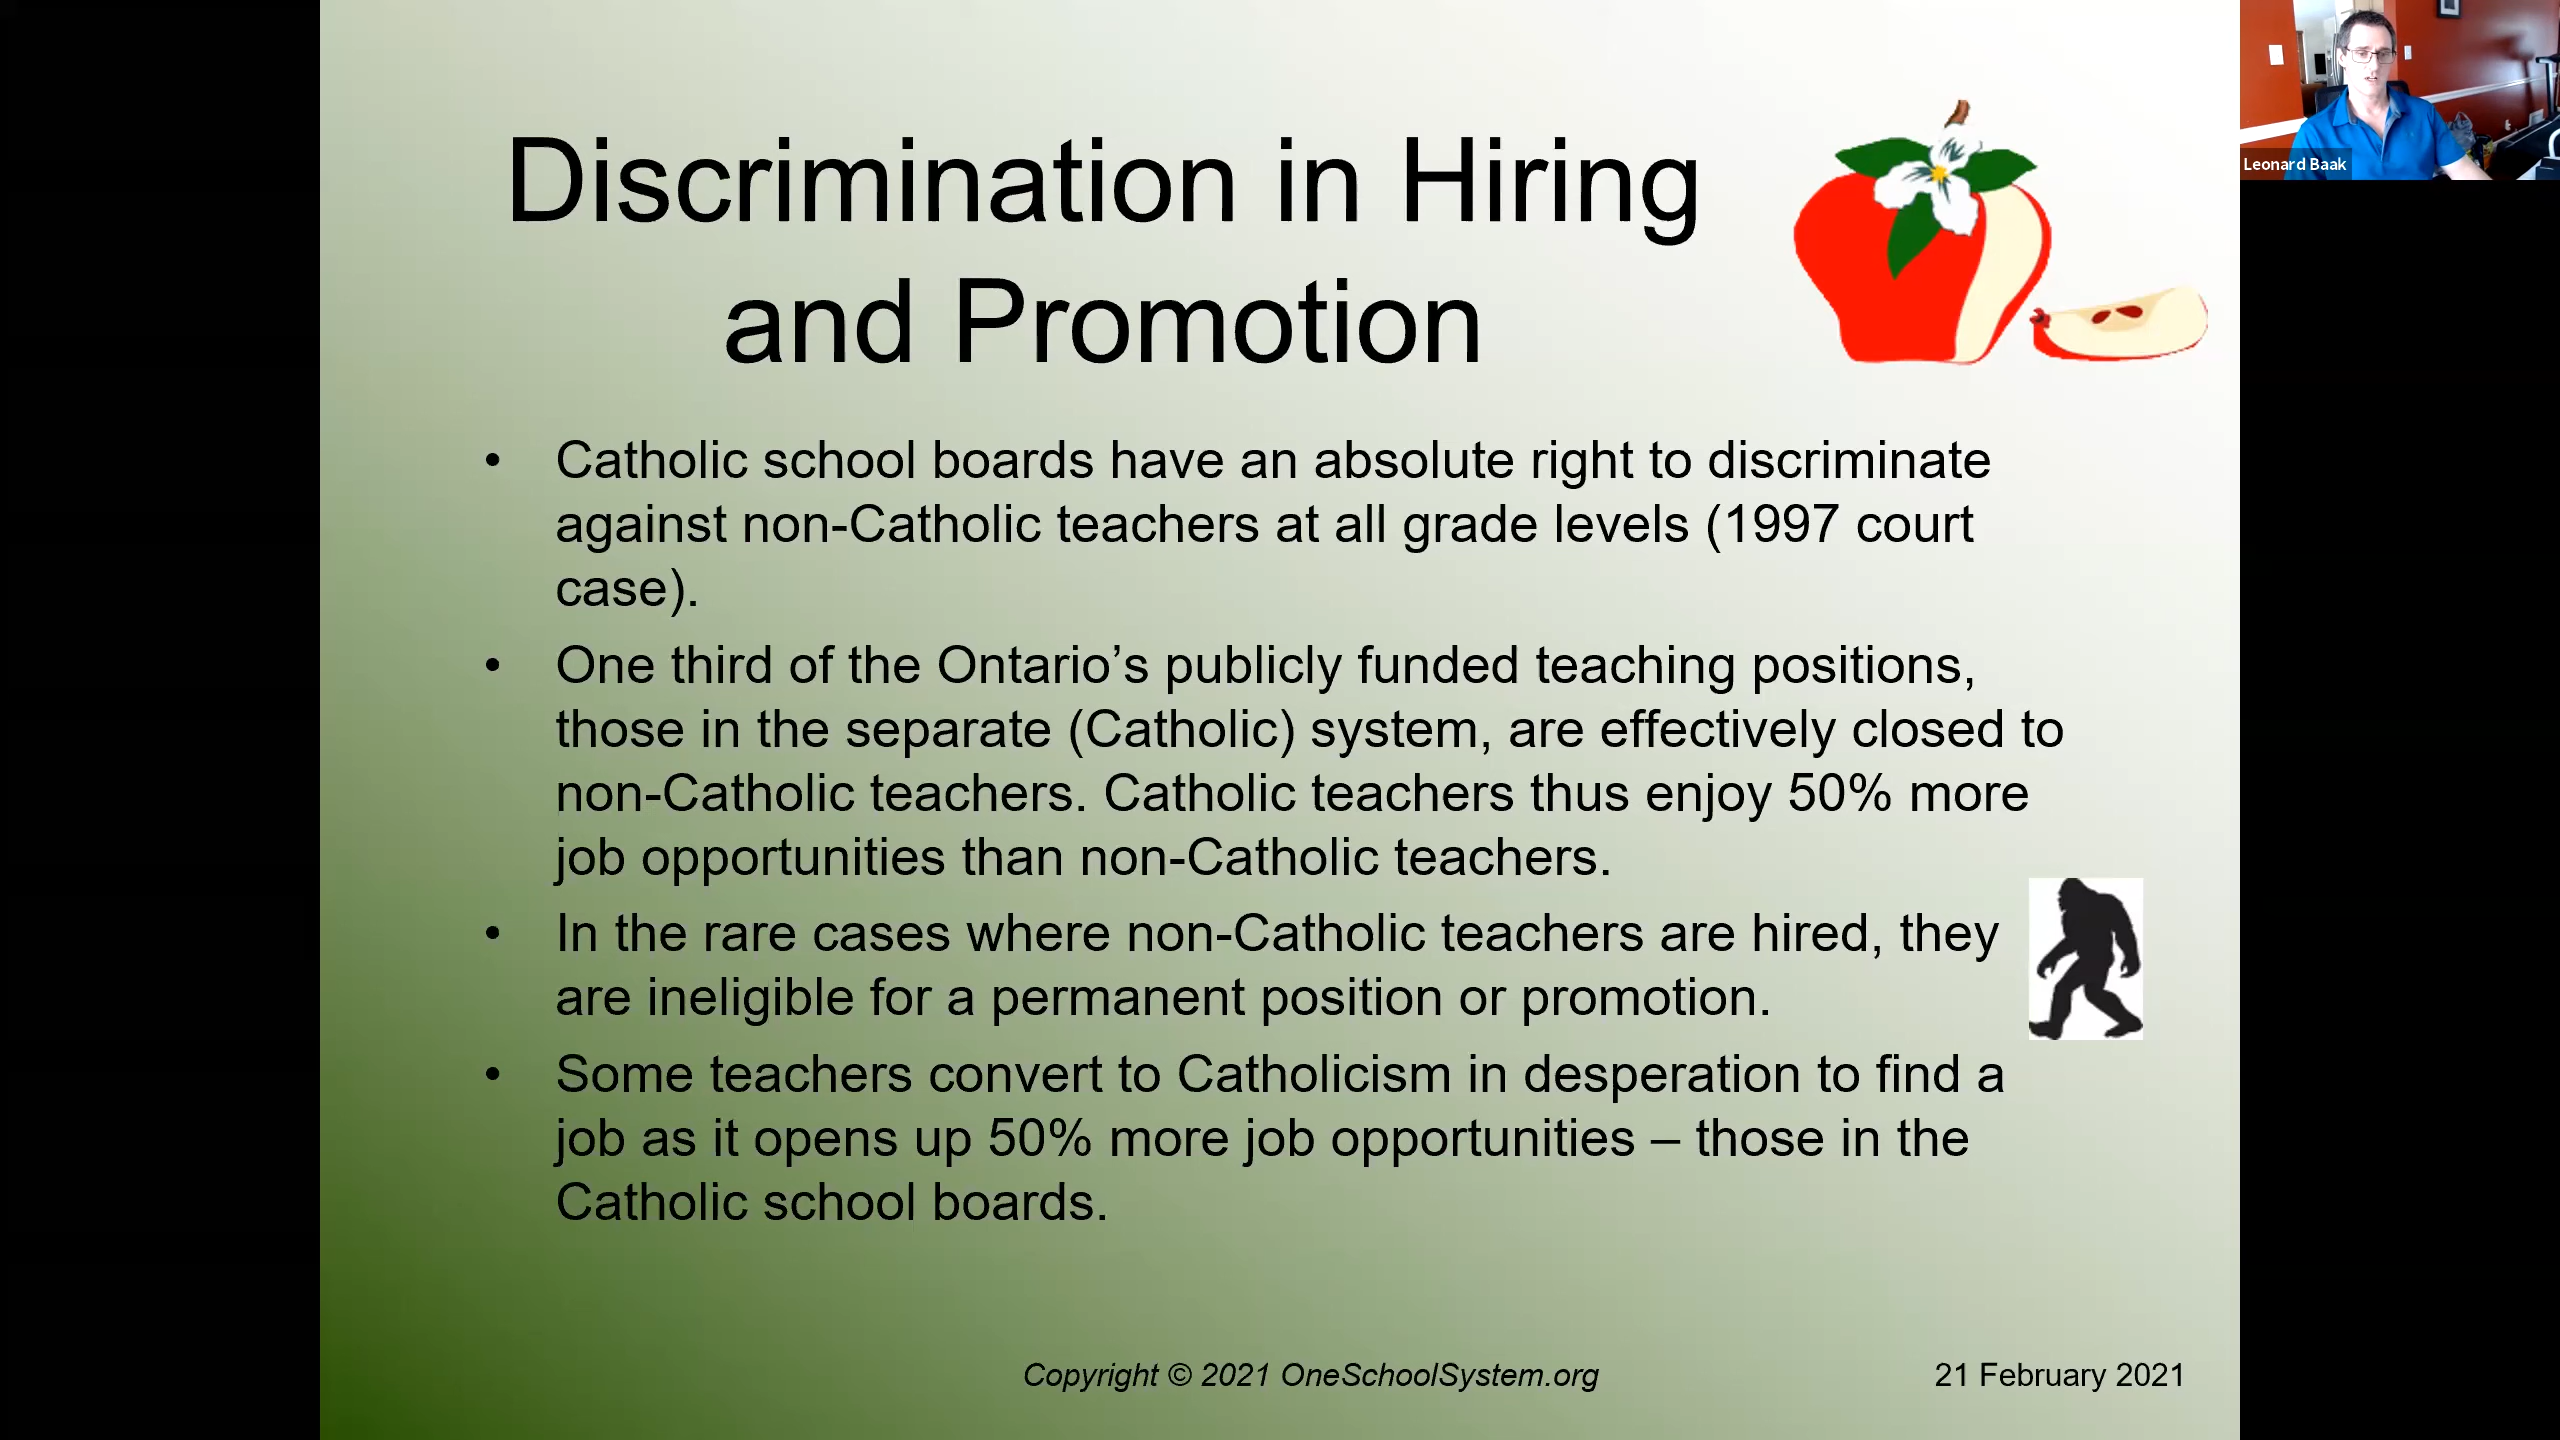 Discrimination in Hiring
and Promotion
Leonard Baak
• Catholic school boards have an absolute right to discriminate
against non-Catholic teachers at all grade levels (1997 court
case).
• One third of the Ontario’s publicly funded teaching positions,
those in the separate (Catholic) system, are effectively closed to
non-Catholic teachers. Catholic teachers thus enjoy 50% more
job opportunities than non-Catholic teachers.
• In the rare cases where non-Catholic teachers are hired, they
are ineligible for a permanent position or promotion.
• Some teachers convert to Catholicism in desperation to find a
job as it opens up 50% more job opportunities – those in the
Catholic school boards.
Copyright © 2021 OneSchoolSystem.org
21 February 2021